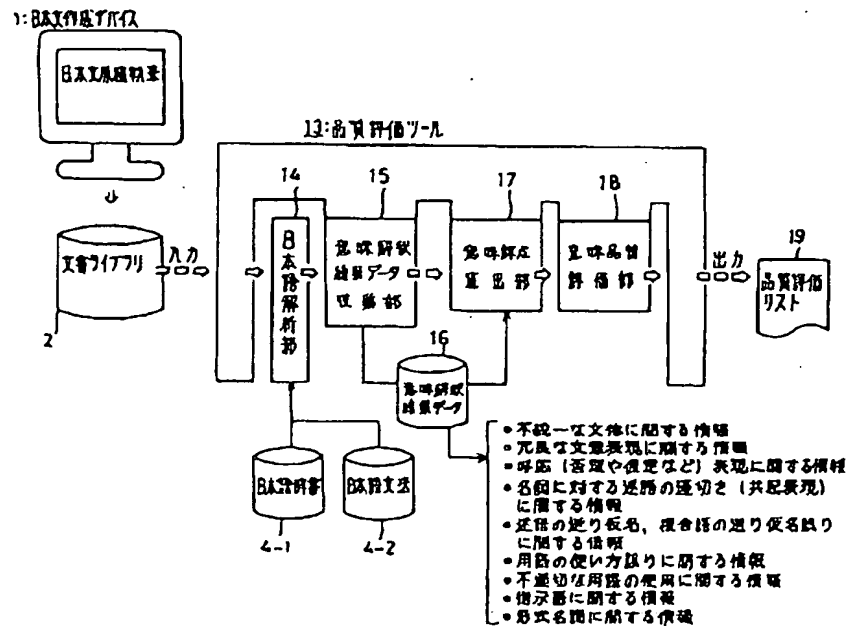 1:日本文作成デバイス
日本文原稿執筆
13:品質評価ツール
14
15
17
18
19
文書ライブラリ
入力
日本語解析部
意味解釈
結果データ
収集部
意味評点
算出部
意味品質
評価部
出力
品質評価
リスト
2
16
意味解釈
結果データ
日本語辞書
日本語文法
4-1
4-2
•不統一な文体に関する情報
•冗長な文章表現に関する情報
•呼応(否定や仮定など)表現に関する情報
•名詞に対する述語の適切さ(共起表現)
に関する情報
•述語の送り仮名,複合語の送り仮名誤り
に関する情報
•用語の使い方誤りに関する情報
•不適切な用語の使用に関する情報
•指示語に関する情報
•形式名詞に関する情報